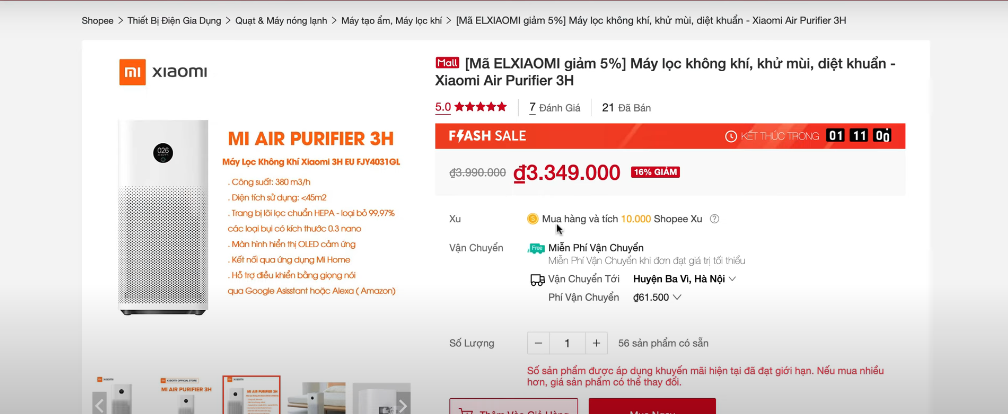 Shopee > Thiết Bị Điện Gia Dụng > Quạt & Máy nóng lạnh > Máy tạo ẩm, Máy lọc khí > [Mã ELXIAOMI giảm 5%] Máy lọc không khí, khử mùi, diệt khuẩn - Xiaomi Air Purifier 3H
mi xiaomi
MI AIR PURIFIER 3H
Máy Lọc Không Khí Xiaomi 3H EU FJY4031GL
. Công suất: 380 m3/h
. Diện tích sử dụng: <45m2
. Trang bị lõi lọc chuẩn HEPA - loại bỏ 99,97%
các loại bụi có kích thước 0.3 nano
. Màn hình hiển thị OLED cảm ứng
. Kết nối qua ứng dụng Mi Home
. Hỗ trợ điều khiển bằng giọng nói
qua Google Asisstant hoặc Alexa ( Amazon)
026
Mall [Mã ELXIAOMI giảm 5%] Máy lọc không khí, khử mùi, diệt khuẩn -
Xiaomi Air Purifier 3H
5.0 7 Đánh Giá 21 Đã Bán
FLASH SALE KẾT THÚC TRONG 01 11
₫3.990.000 ₫3.349.000 16% GIẢM
Xu Mua hàng và tích 10.000 Shopee Xu
Vận Chuyển Free Miễn Phí Vận Chuyển
Miễn Phí Vận Chuyển khi đơn đạt giá trị tối thiểu
Vận Chuyển Tới Huyện Ba Vì, Hà Nội
Phí Vận Chuyển ₫61.500
Số Lượng − 1 + 56 sản phẩm có sẵn
Số sản phẩm được áp dụng khuyến mãi hiện tại đã đạt giới hạn. Nếu mua nhiều
hơn, giá sản phẩm có thể thay đổi.
Thêm Vào Giỏ Hàng Mua Ngay